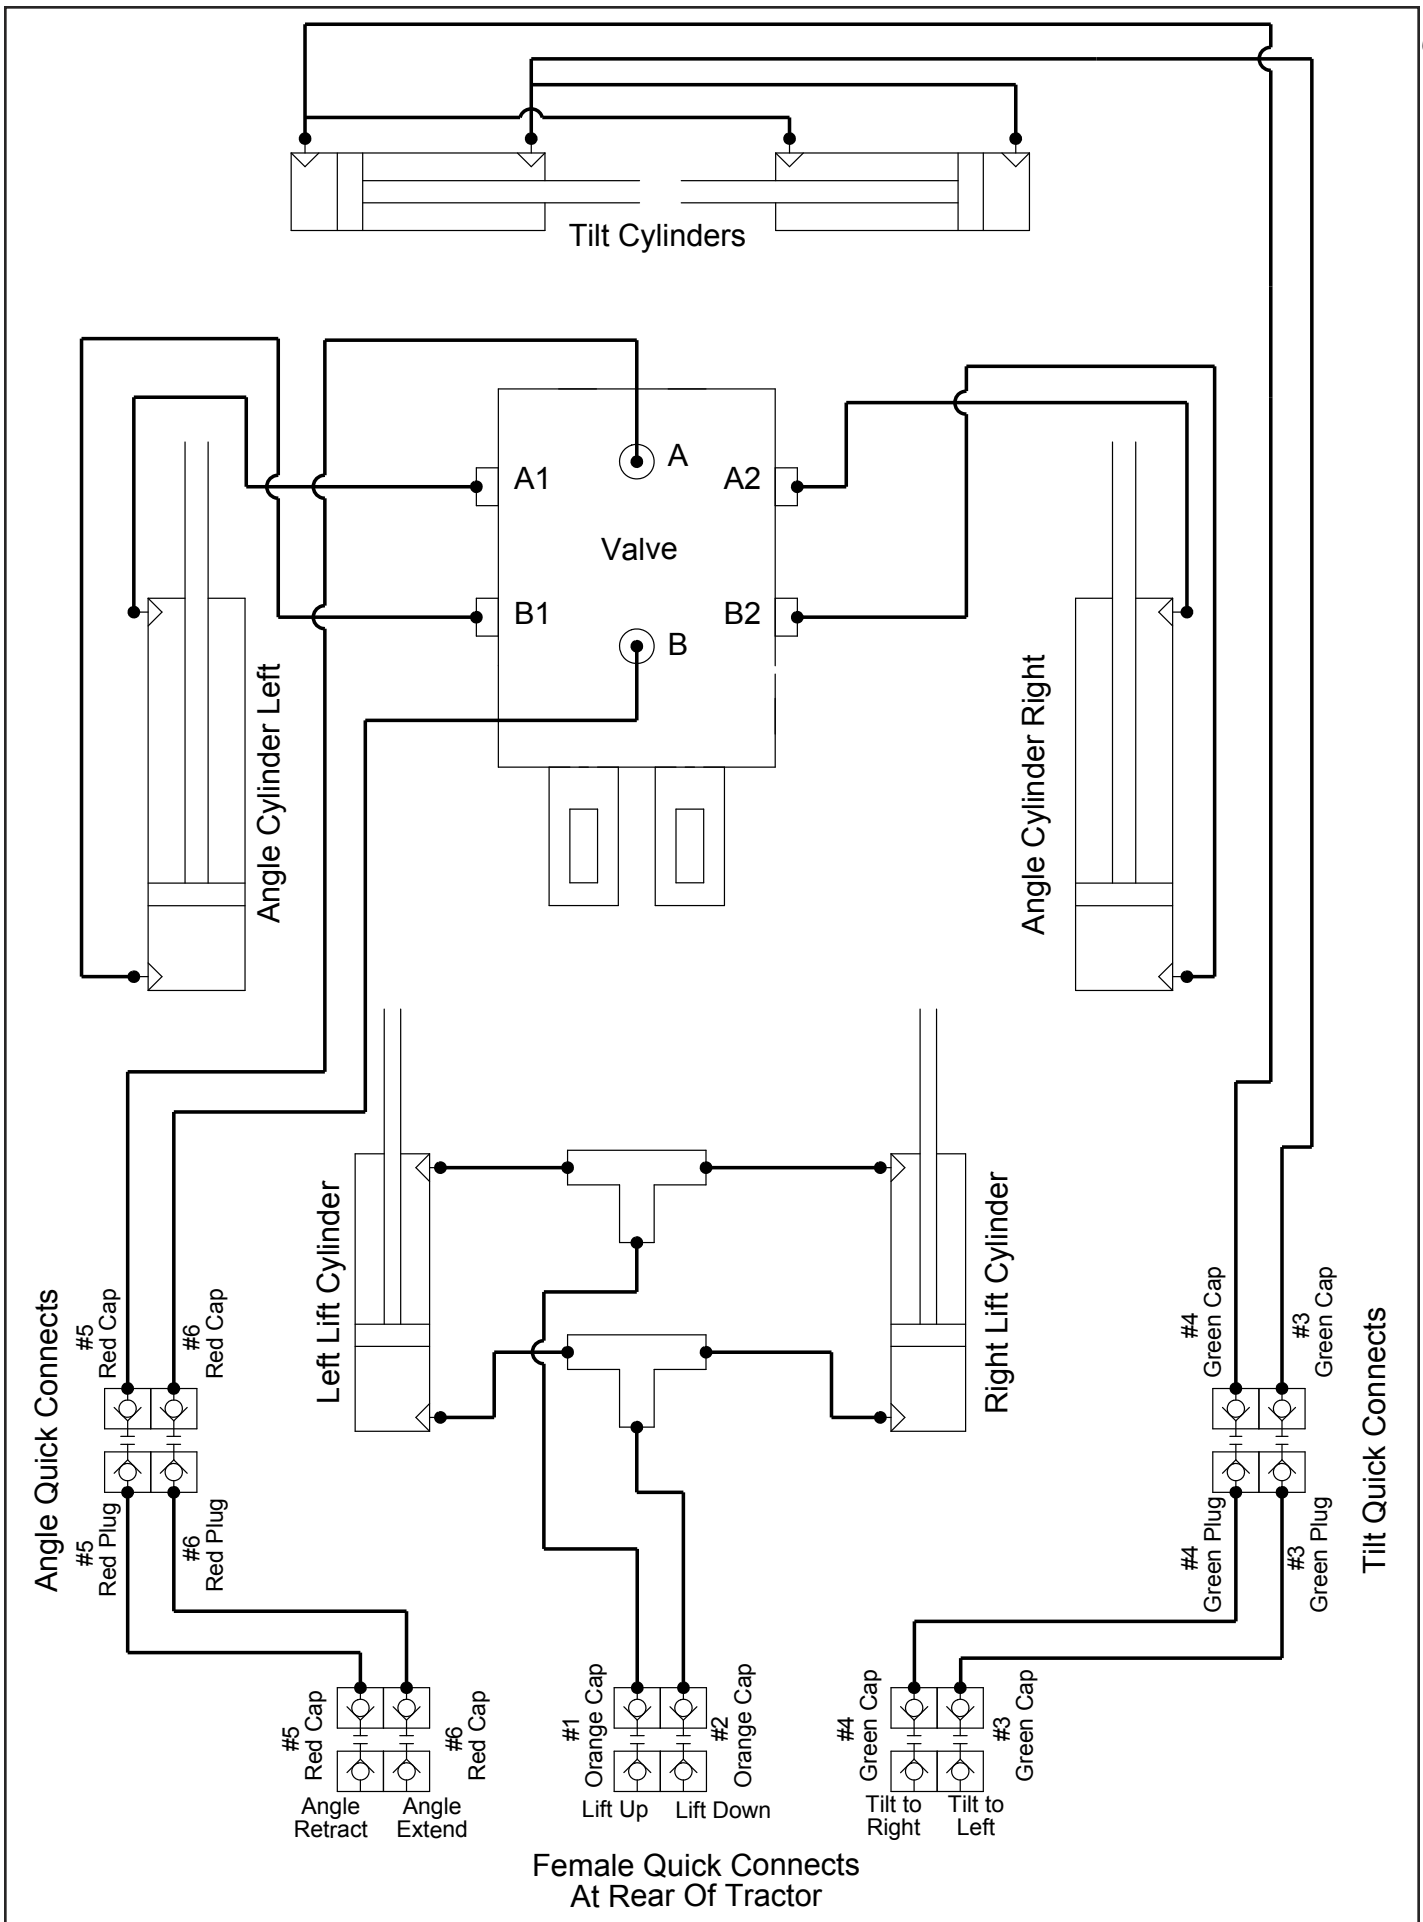 Tilt Cylinders
A
A1
A2
Valve
B1
B2
B
Angle Cylinder Left
Angle Cylinder Right
Left Lift Cylinder
Right Lift Cylinder
Angle Quick Connects
#5
Red Cap
#6
Red Cap
#5
Red Plug
#6
Red Plug
#4
Green Cap
#3
Green Cap
#4
Green Plug
#3
Green Plug
Tilt Quick Connects
#5
Red Cap
#6
Red Cap
#1
Orange Cap
#2
Orange Cap
#4
Green Cap
#3
Green Cap
Angle
Retract
Angle
Extend
Lift Up
Lift Down
Tilt to
Right
Tilt to
Left
Female Quick Connects
At Rear Of Tractor